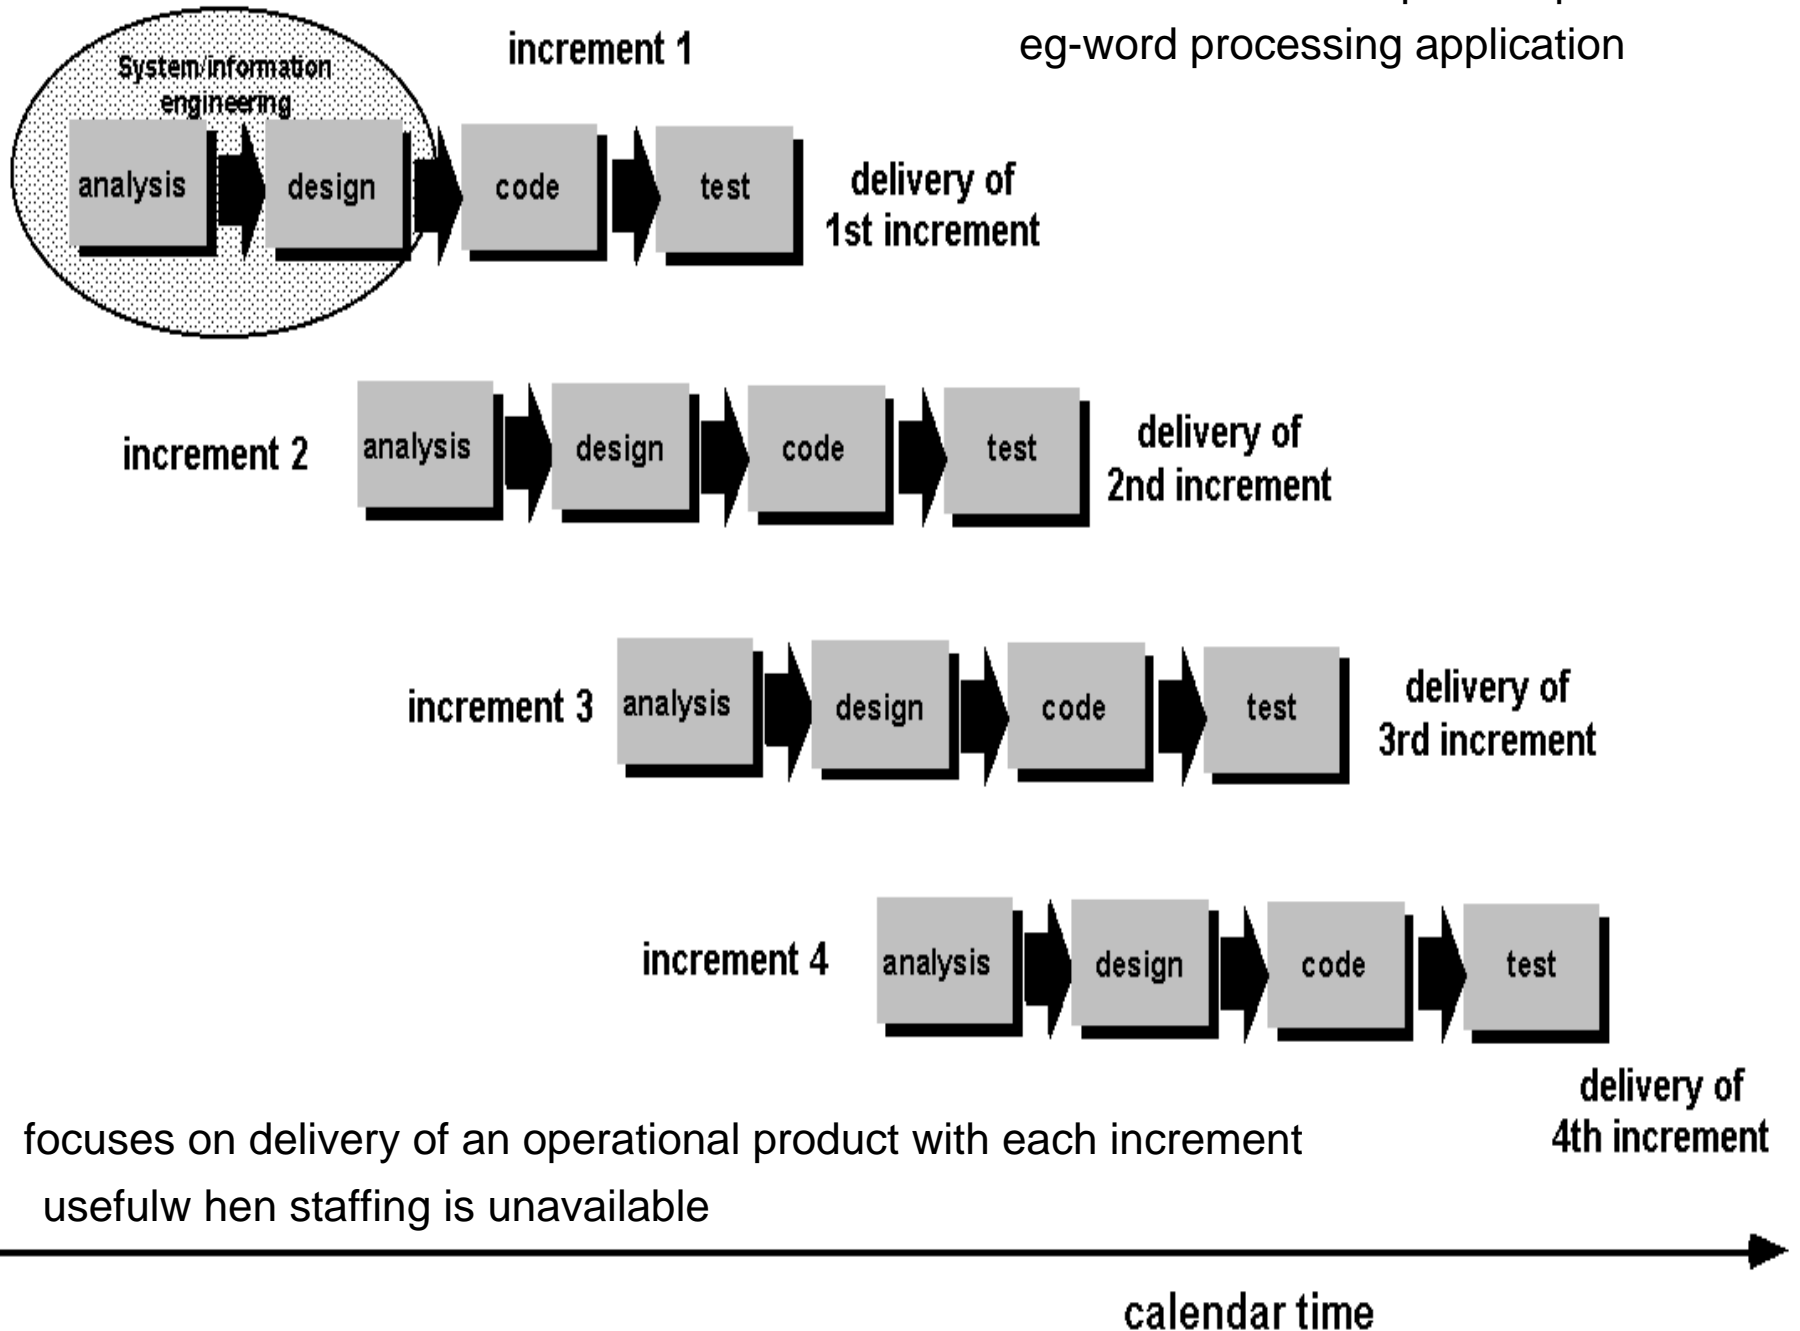 increment 1
eg-word processing application
System/information
engineering
analysis
design
code
test
delivery of
1st increment
increment 2
analysis
design
code
test
delivery of
2nd increment
increment 3
analysis
design
code
test
delivery of
3rd increment
increment 4
analysis
design
code
test
delivery of
4th increment
focuses on delivery of an operational product with each increment
usefulw hen staffing is unavailable
calendar time